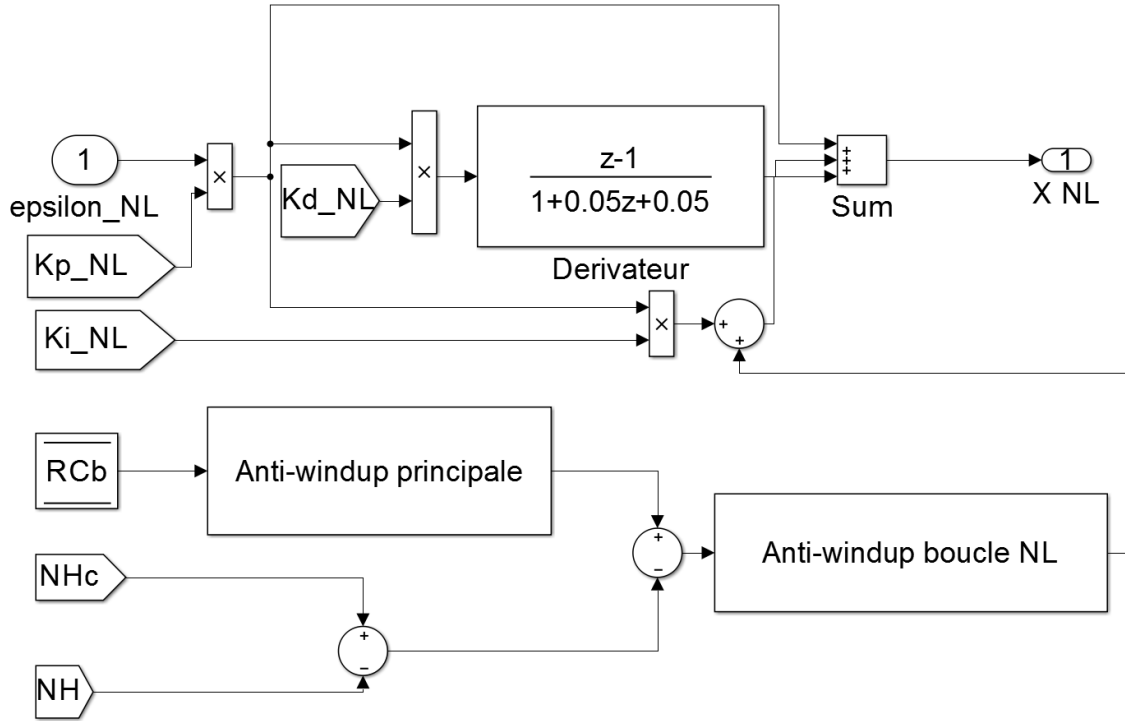 1
epsilon_NL
×
Kp_NL
Kd_NL
×
z-1
1+0.05z+0.05
Derivateur
+
+
+
Sum
1
X NL
Ki_NL
×
+
+
RCb
Anti-windup principale
+
−
Anti-windup boucle NL
NHc
+
−
NH